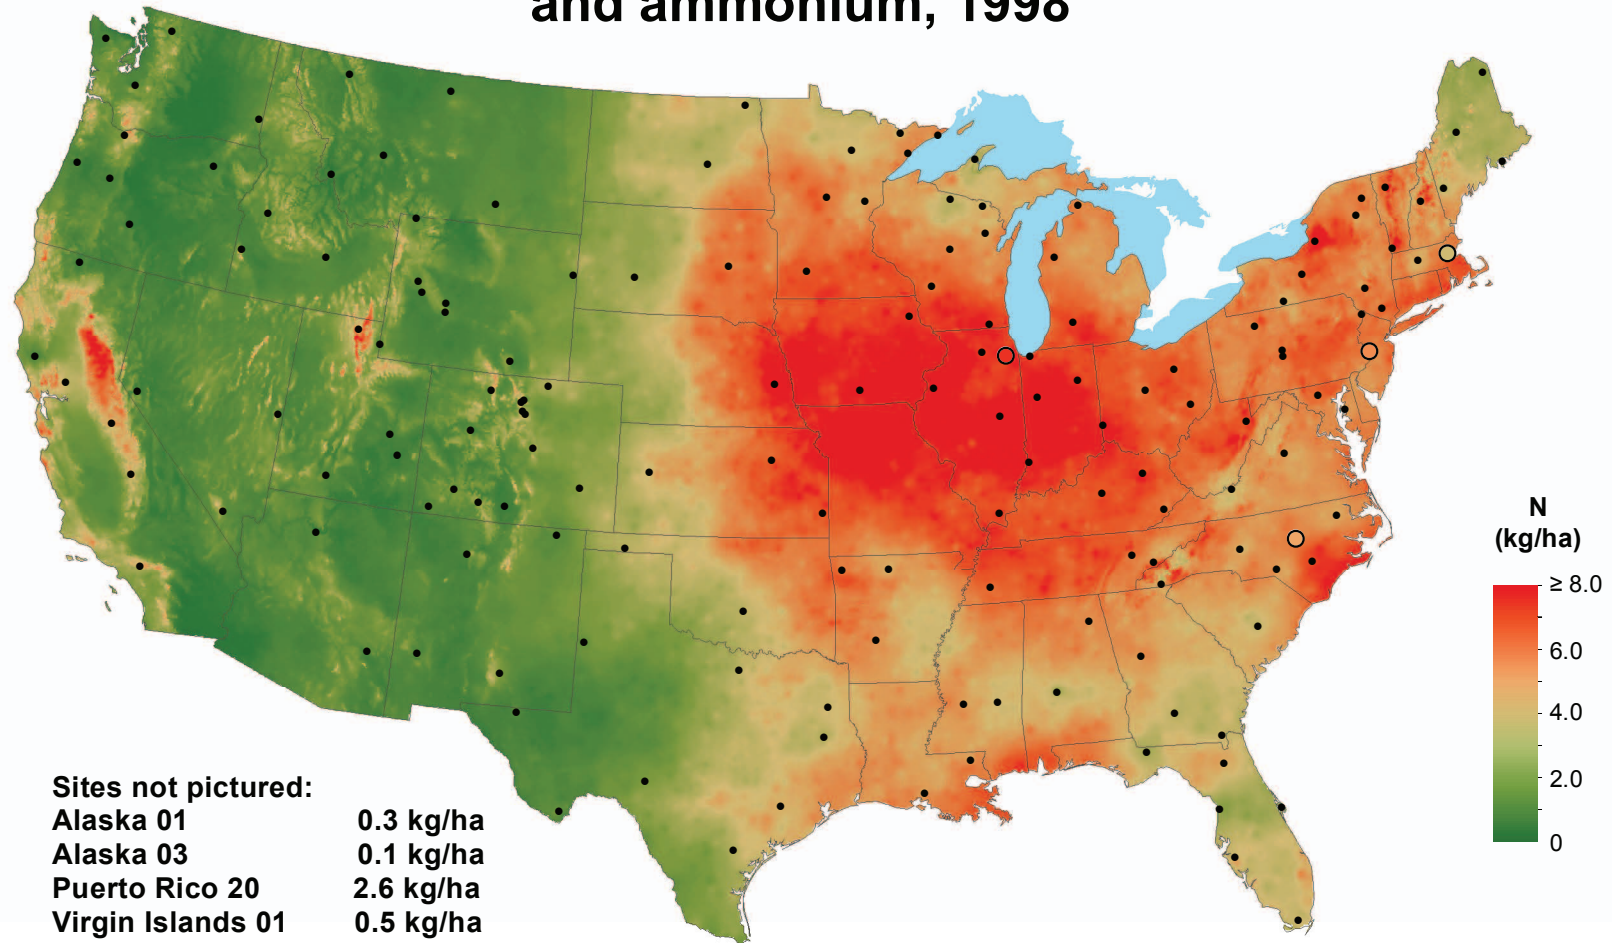 and ammonium, 1998
N
(kg/ha)
≥ 8.0
6.0
4.0
2.0
0
Sites not pictured:
Alaska 01 0.3 kg/ha
Alaska 03 0.1 kg/ha
Puerto Rico 20 2.6 kg/ha
Virgin Islands 01 0.5 kg/ha